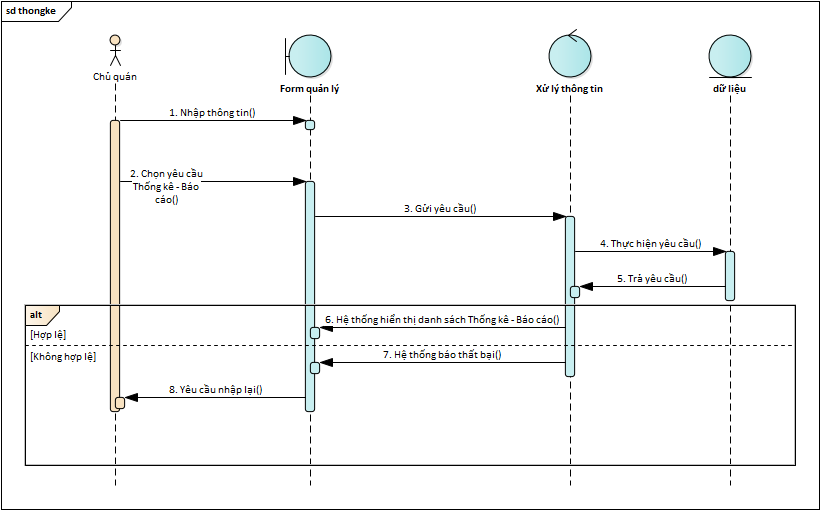 sd thongke
Chủ quán
Form quản lý
Xử lý thông tin
dữ liệu
1. Nhập thông tin()
2. Chọn yêu cầu
Thống kê - Báo
cáo()
3. Gửi yêu cầu()
4. Thực hiện yêu cầu()
5. Trả yêu cầu()
alt
6. Hệ thống hiển thị danh sách Thống kê - Báo cáo()
[Hợp lệ]
[Không hợp lệ]
7. Hệ thống báo thất bại()
8. Yêu cầu nhập lại()